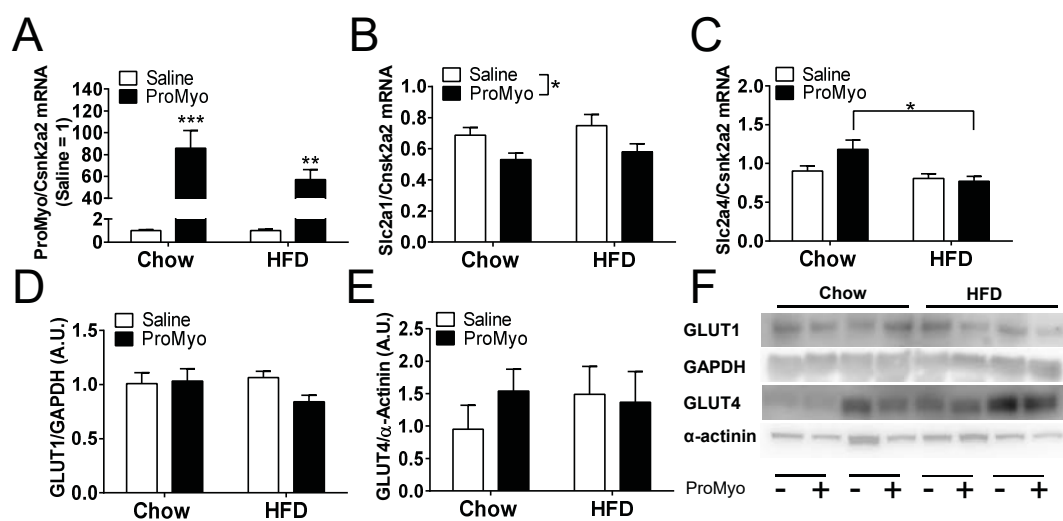 A
ProMyo/Csnk2a2 mRNA
(Saline = 1)
Saline
ProMyo
140
120
100
80
60
40
2
0
***
**
Chow
HFD
B
Slc2a1/Cnsk2a2 mRNA
Saline
ProMyo
*
1.0
0.8
0.6
0.4
0.2
0.0
Chow
HFD
C
Slc2a4/Csnk2a2 mRNA
Saline
ProMyo
*
2.0
1.5
1.0
0.5
0.0
Chow
HFD
D
GLUT1/GAPDH (A.U.)
Saline
ProMyo
1.5
1.0
0.5
0.0
Chow
HFD
E
GLUT4/α-Actinin (A.U.)
Saline
ProMyo
2.5
2.0
1.5
1.0
0.5
0.0
Chow
HFD
F
Chow
HFD
GLUT1
GAPDH
GLUT4
α-actinin
ProMyo - + - + - + - +